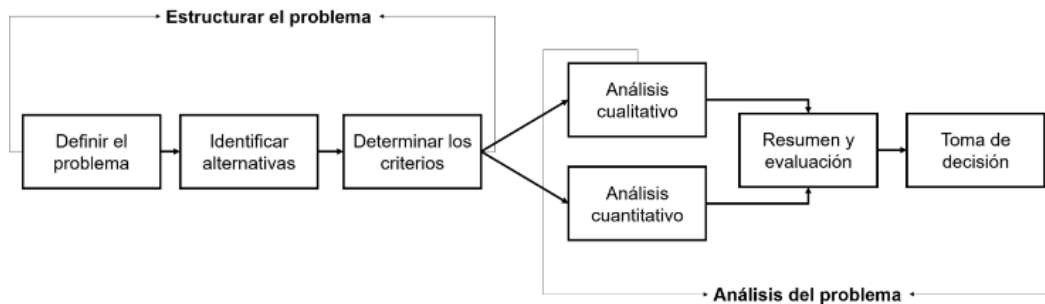 Estructurar el problema
Definir el
problema
Identificar
alternativas
Determinar los
criterios
Análisis
cualitativo
Análisis
cuantitativo
Resumen y
evaluación
Toma de
decisión
Análisis del problema